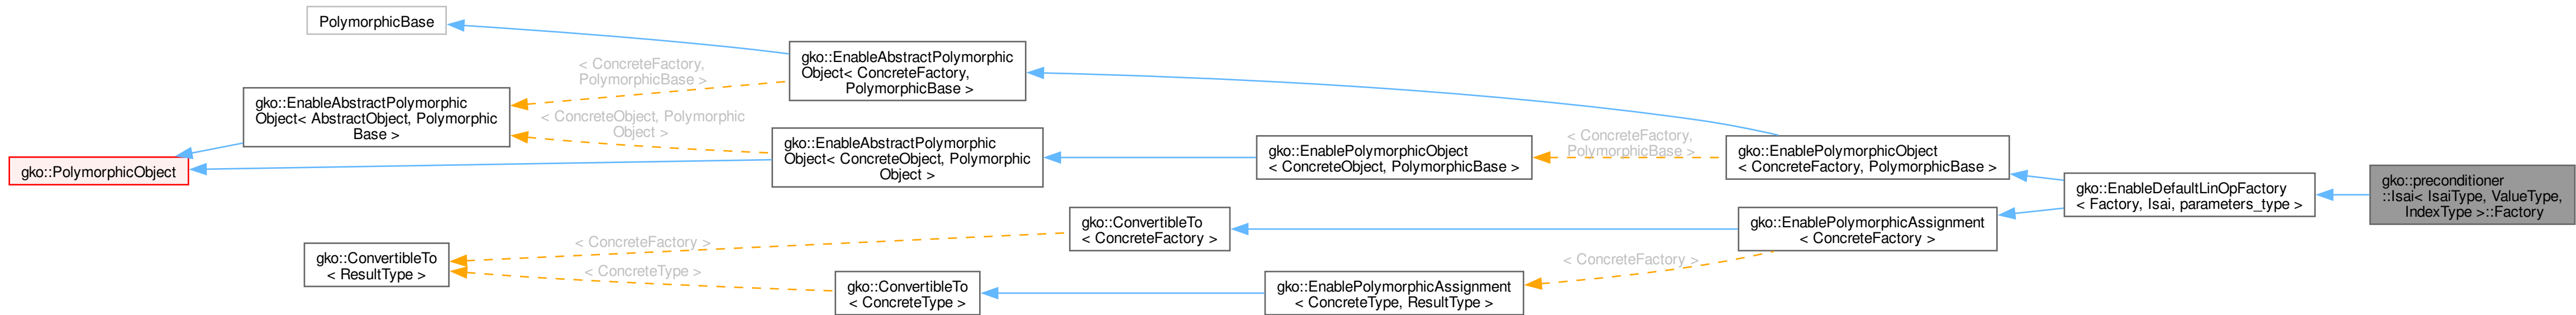 PolymorphicBase
gko::EnableAbstractPolymorphic
Object< ConcreteFactory,
PolymorphicBase >
< ConcreteFactory,
PolymorphicBase >
gko::EnableAbstractPolymorphic
Object< AbstractObject, Polymorphic
Base >
< ConcreteObject, Polymorphic
Object >
gko::PolymorphicObject
gko::EnableAbstractPolymorphic
Object< ConcreteObject, Polymorphic
Object >
gko::EnablePolymorphicObject
< ConcreteObject, PolymorphicBase >
< ConcreteFactory,
PolymorphicBase >
gko::EnablePolymorphicObject
< ConcreteFactory, PolymorphicBase >
gko::EnableDefaultLinOpFactory
< Factory, Isai, parameters_type >
gko::preconditioner
::Isai< IsaiType, ValueType,
IndexType >::Factory
gko::ConvertibleTo
< ConcreteFactory >
gko::EnablePolymorphicAssignment
< ConcreteFactory >
< ConcreteFactory >
gko::ConvertibleTo
< ResultType >
< ConcreteType >
gko::ConvertibleTo
< ConcreteType >
gko::EnablePolymorphicAssignment
< ConcreteType, ResultType >
< ConcreteFactory >